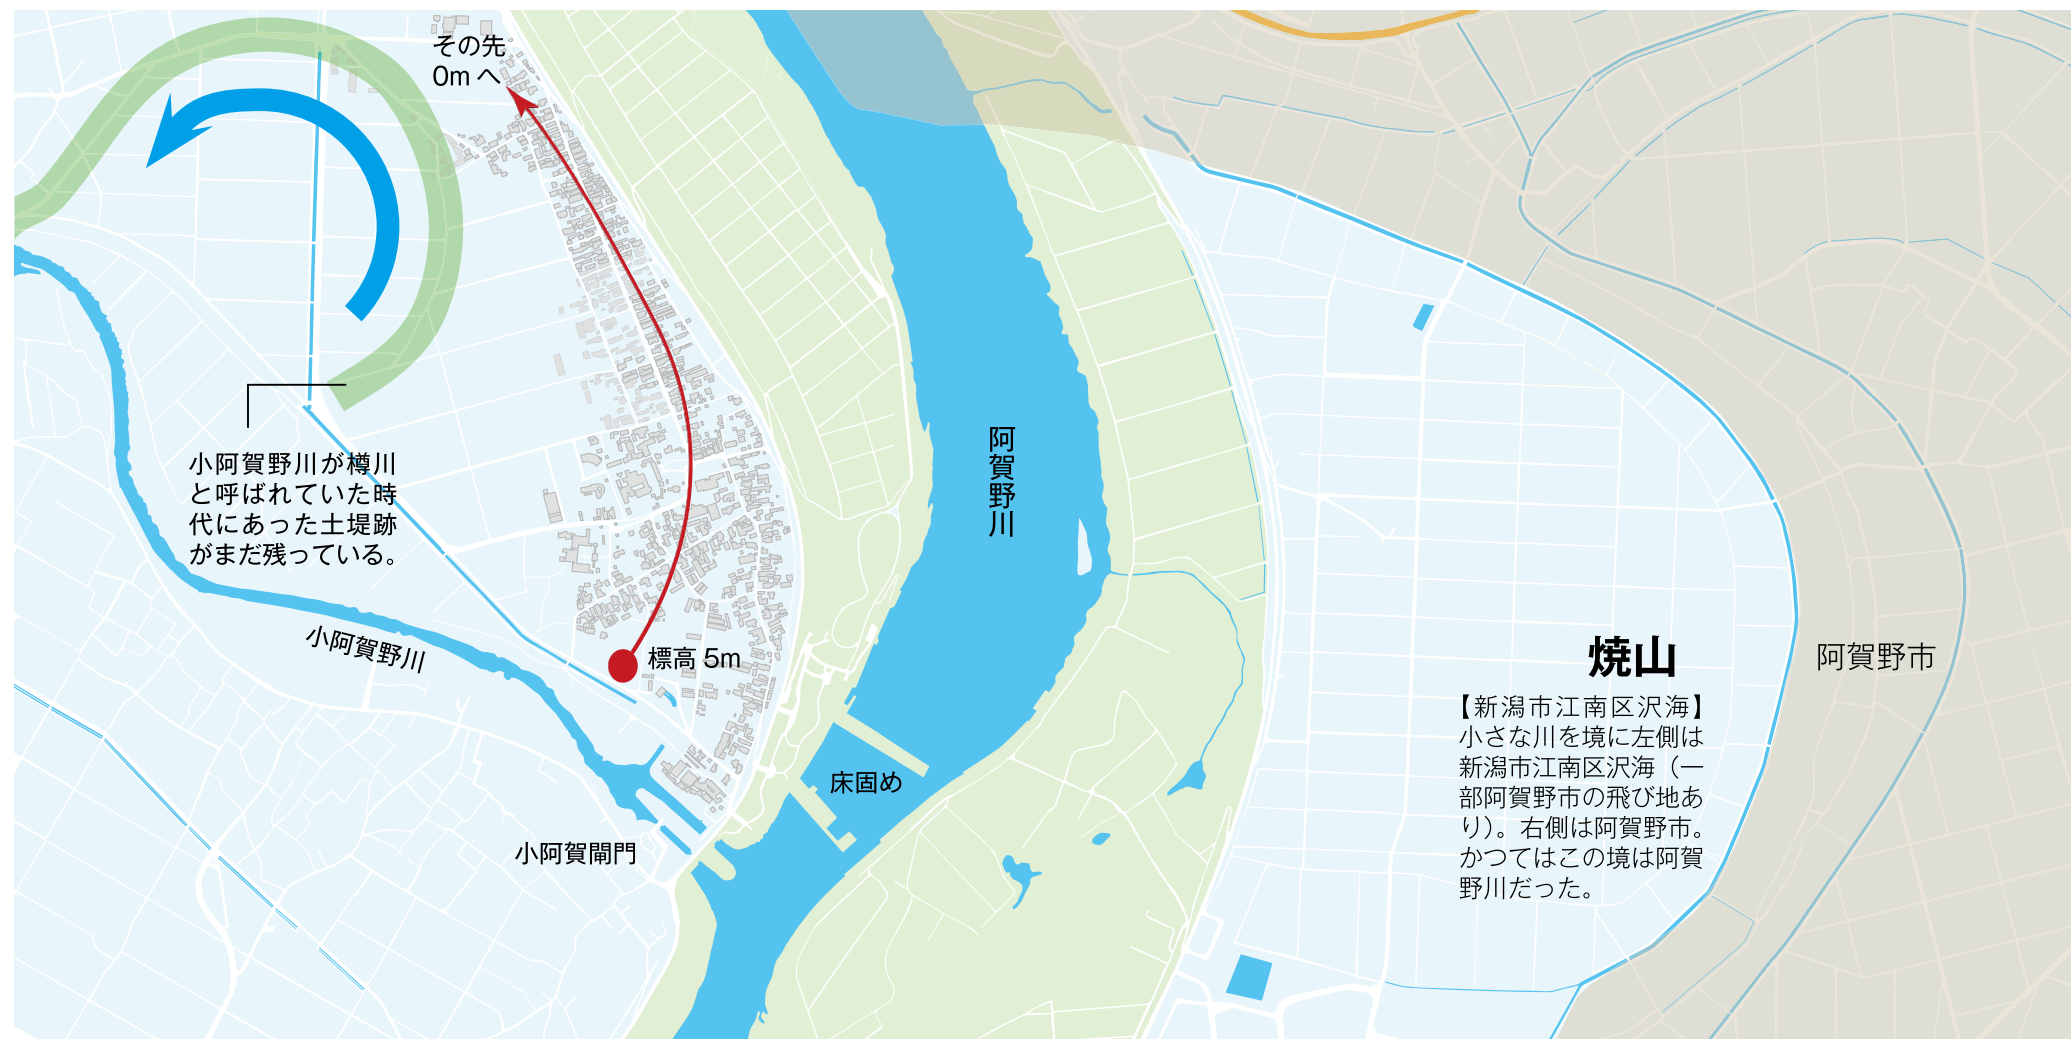 その先
0mへ
小阿賀野川が樽川
と呼ばれていた時
代にあった土堤跡
がまだ残っている。
小阿賀野川
標高 5m
小阿賀閘門
阿賀野川
床固め
焼山
【新潟市江南区沢海】
小さな川を境に左側は
新潟市江南区沢海（一
部阿賀野市の飛び地あ
り）。右側は阿賀野市。
かつてはこの境は阿賀
野川だった。
阿賀野市